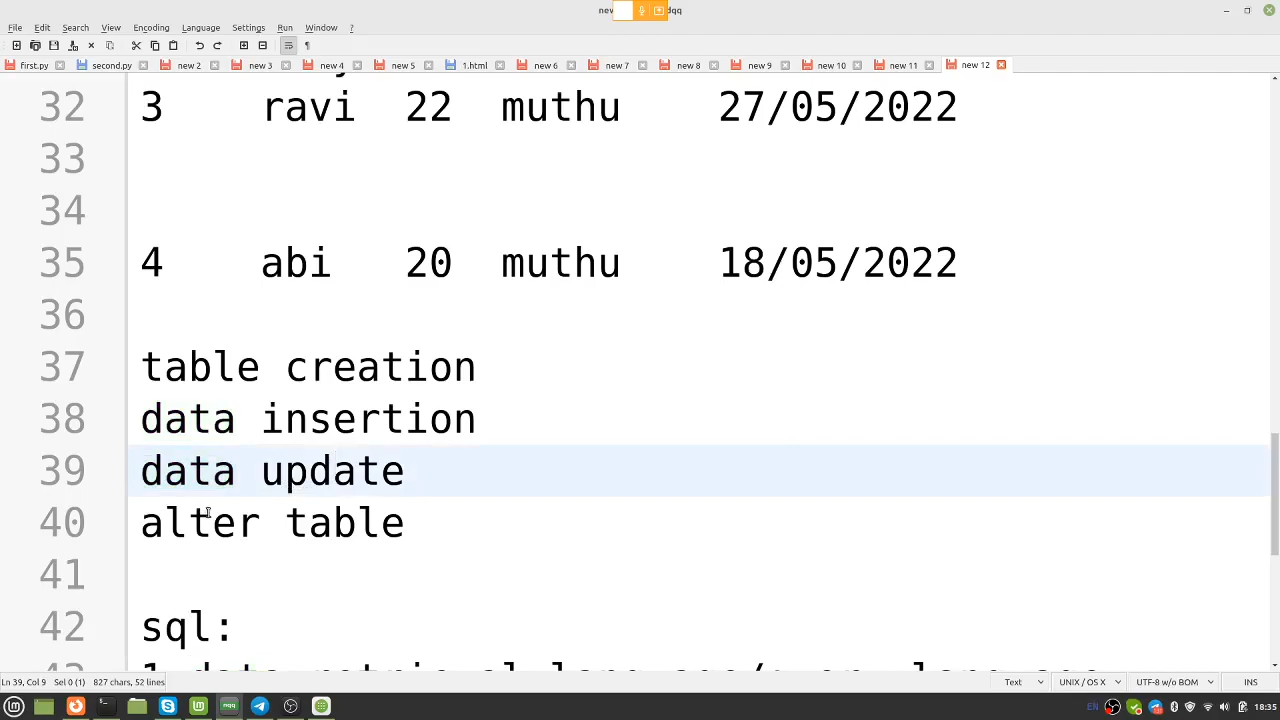 File Edit Search View Encoding Language Settings Run Window ?
first.py second.py new 2 new 3 new 4 new 5 1.html new 6 new 7 new 8 new 9 new 10 new 11 new 12
32 3 ravi 22 muthu 27/05/2022
33
34
35 4 abi 20 muthu 18/05/2022
36
37 table creation
38 data insertion
39 data update
40 alter table
41
42 sql:
Ln 39, Col 9 Sel 0 (1) 827 chars, 52 lines. Text UNIX / OS X UTF-8 w/o BOM INS
EN 18:35